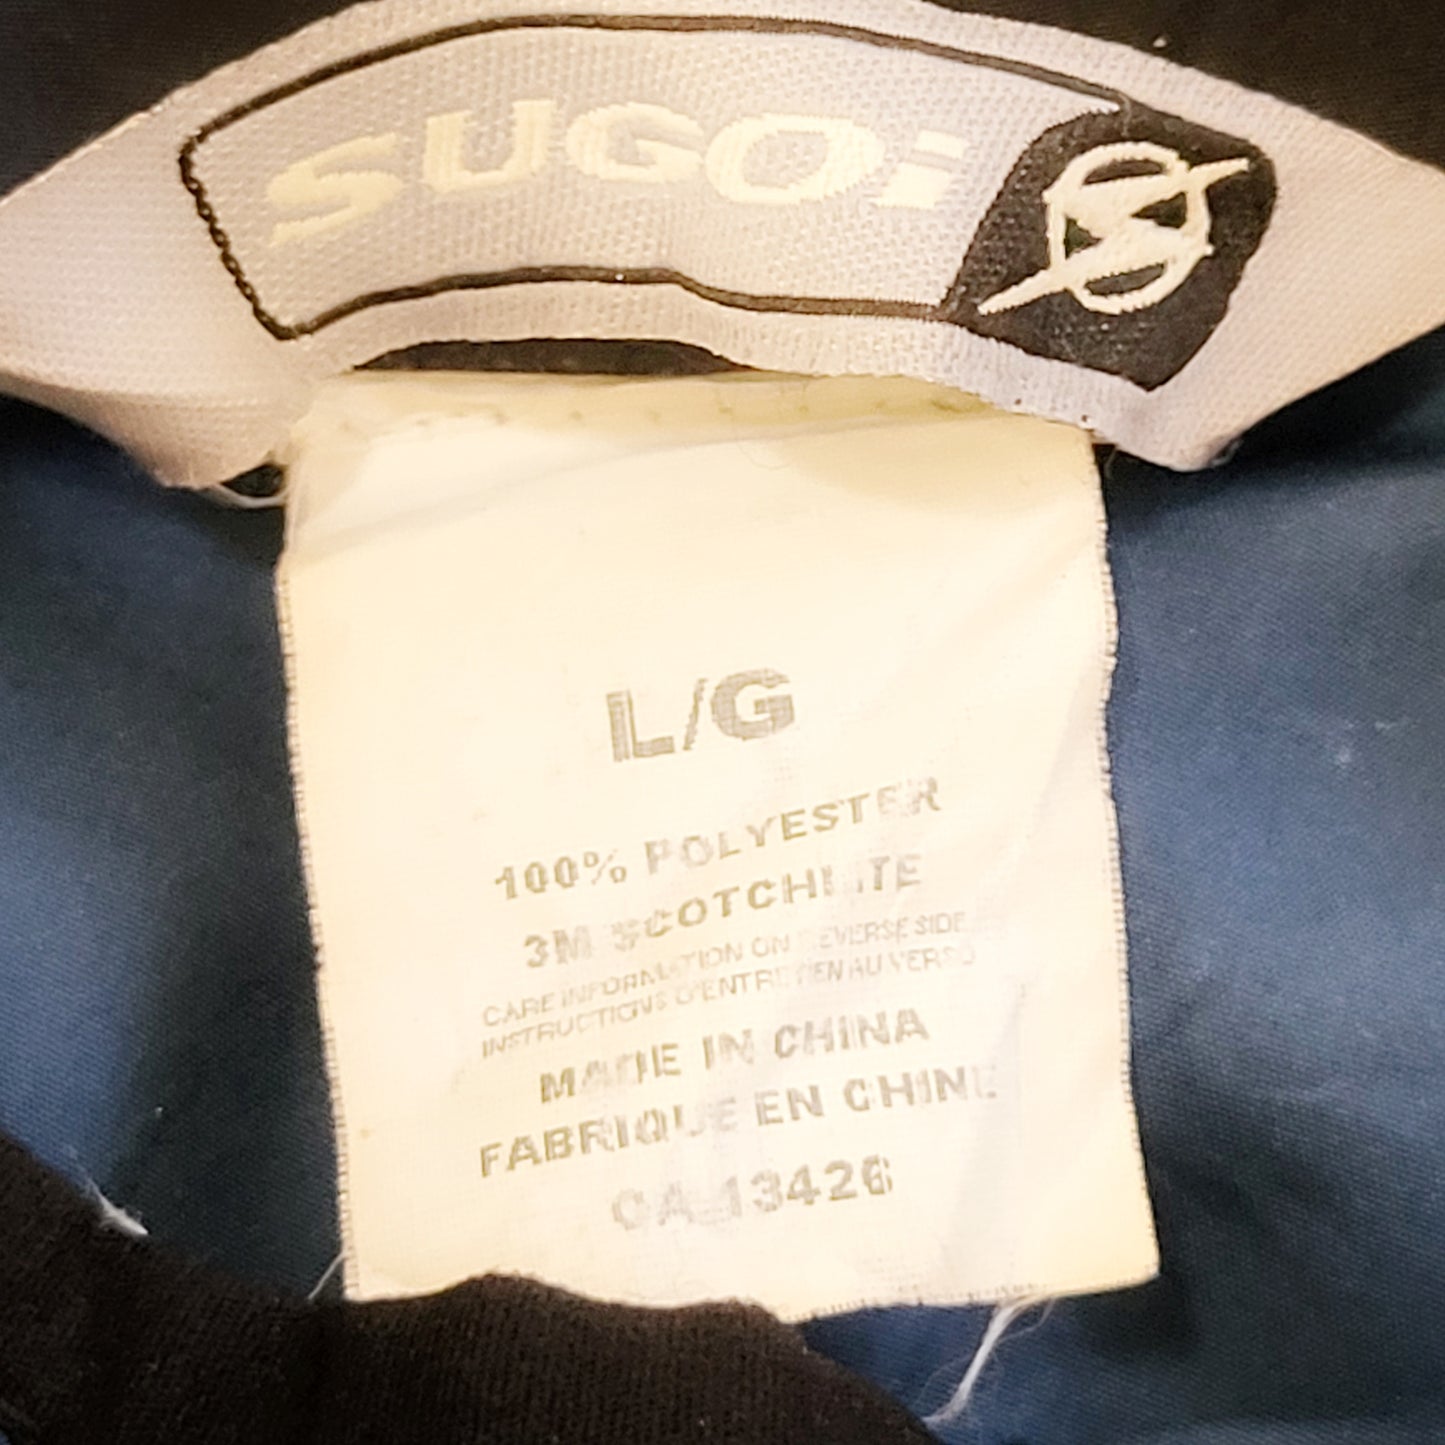 SUGOi
L/G
100% POLYESTER
3M SCOTCHLITE
CARE INFORMATION ON REVERSE SIDE
INSTRUCTIONS D'ENTRETIEN AU VERSO
MADE IN CHINA
FABRIQUE EN CHINE
CA 13426